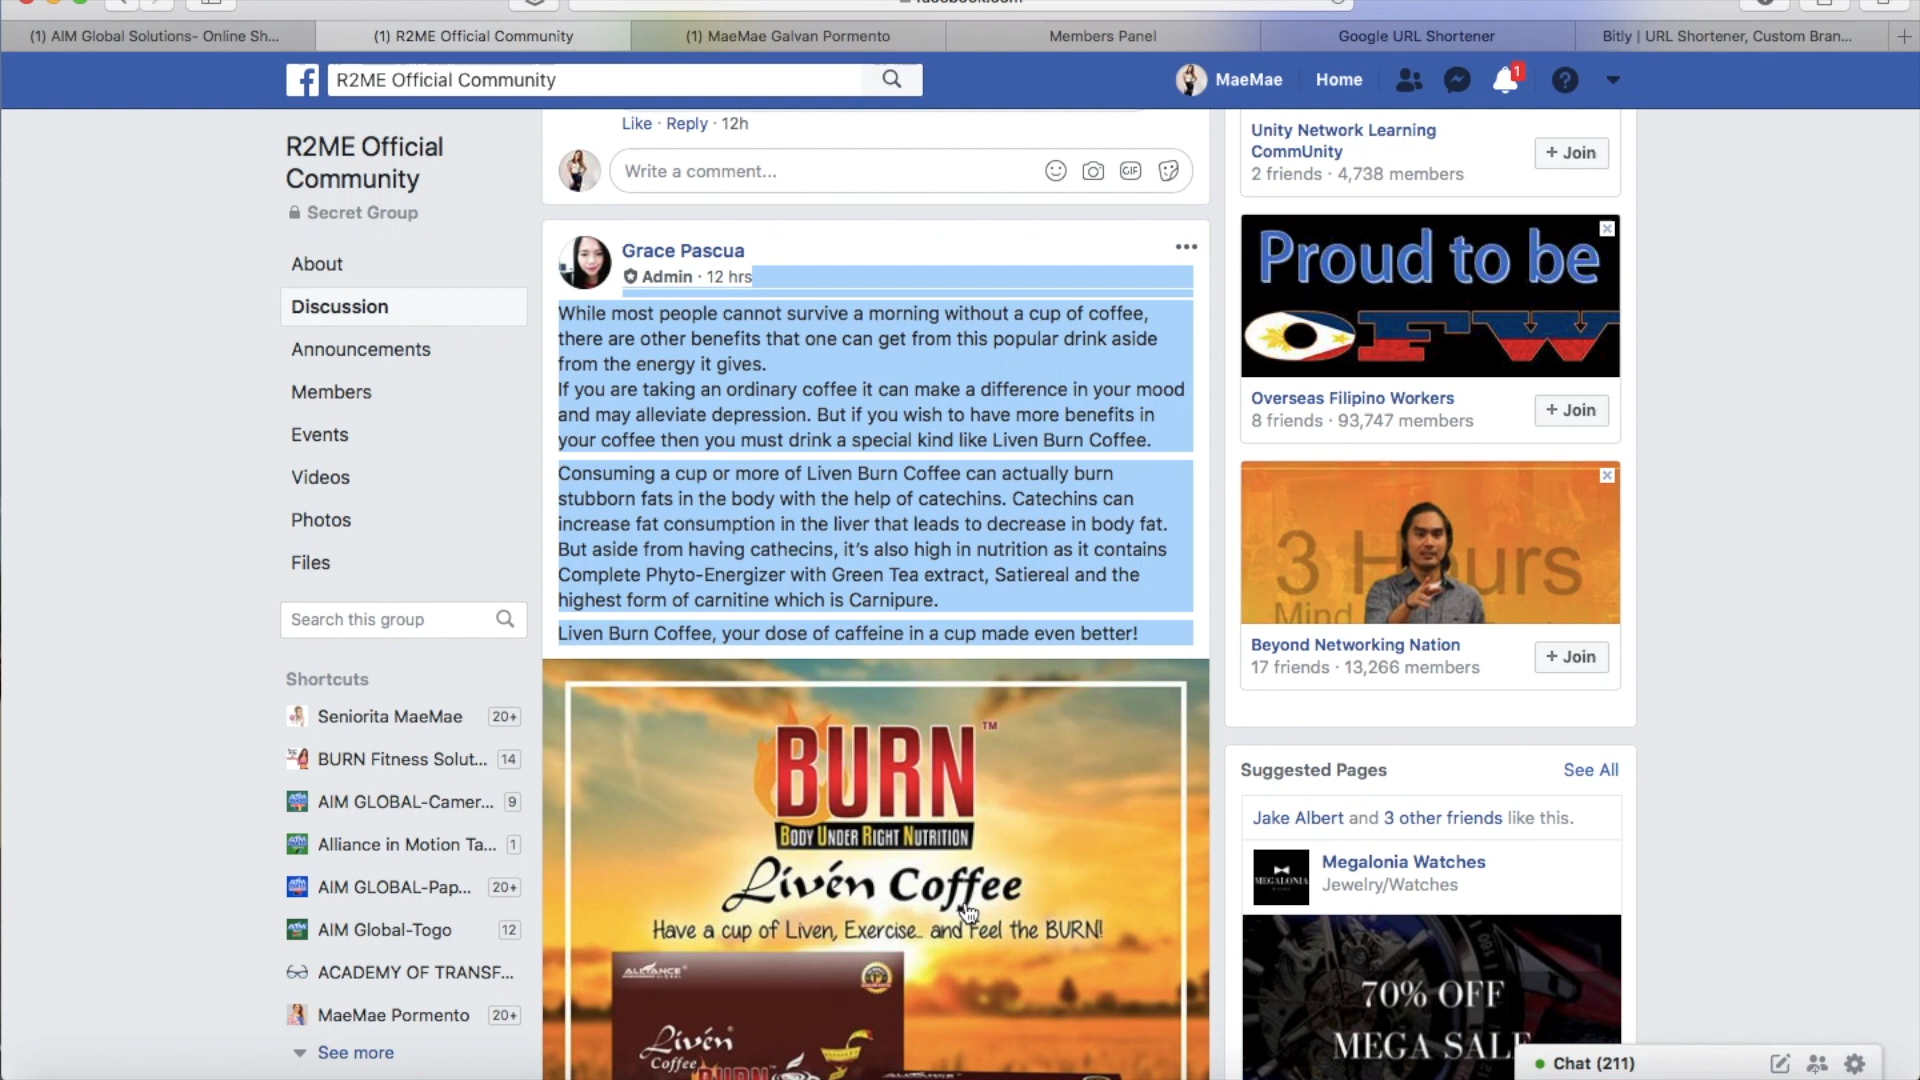 (1) AIM Global Solutions- Online Sh...
(1) R2ME Official Community
(1) MaeMae Galvan Pormento
Members Panel
Google URL Shortener
Bitly | URL Shortener, Custom Bran...
R2ME Official Community
MaeMae
Home
1
R2ME Official
Community
Secret Group
About
Discussion
Announcements
Members
Events
Videos
Photos
Files
Search this group
Shortcuts
Seniorita MaeMae 20+
BURN Fitness Solut... 14
AIM GLOBAL-Camer... 9
Alliance in Motion Ta... 1
AIM GLOBAL-Pap... 20+
AIM Global-Togo 12
ACADEMY OF TRANSF...
MaeMae Pormento 20+
See more
Like · Reply · 12h
Write a comment...
GIF
Grace Pascua
Admin · 12 hrs
While most people cannot survive a morning without a cup of coffee,
there are other benefits that one can get from this popular drink aside
from the energy it gives.
If you are taking an ordinary coffee it can make a difference in your mood
and may alleviate depression. But if you wish to have more benefits in
your coffee then you must drink a special kind like Liven Burn Coffee.
Consuming a cup or more of Liven Burn Coffee can actually burn
stubborn fats in the body with the help of catechins. Catechins can
increase fat consumption in the liver that leads to decrease in body fat.
But aside from having cathecins, it's also high in nutrition as it contains
Complete Phyto-Energizer with Green Tea extract, Satiereal and the
highest form of carnitine which is Carnipure.
Liven Burn Coffee, your dose of caffeine in a cup made even better!
BURN™
BODY UNDER RIGHT NUTRITION
Livén Coffee
Have a cup of Liven, Exercise.. and Feel the BURN!
ALLIANCE
Livén®
Coffee
BURN
Unity Network Learning
CommUnity
2 friends · 4,738 members
+ Join
Proud to be
OFW
Overseas Filipino Workers
8 friends · 93,747 members
+ Join
3 Hours
Mind
Beyond Networking Nation
17 friends · 13,266 members
+ Join
Suggested Pages
See All
Jake Albert and 3 other friends like this.
MEGALONIA
Megalonia Watches
Jewelry/Watches
70% OFF
MEGA SALE
Chat (211)